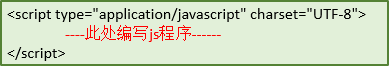 <script type="application/javascript" charset="UTF-8">
----此处编写js程序------
</script>